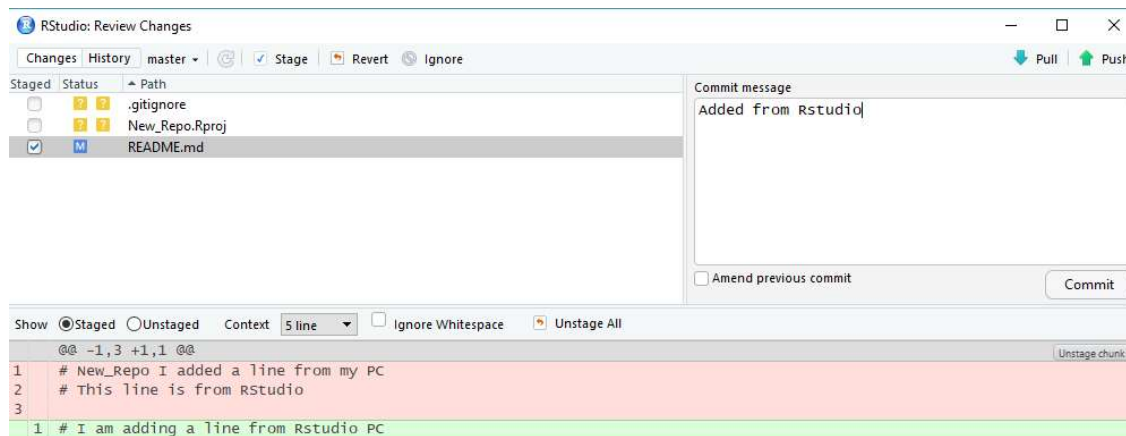 RStudio: Review Changes
Changes History master Stage Revert Ignore Pull Push
Staged Status Path
Commit message
? ? .gitignore
? ? New_Repo.Rproj
M README.md
Added from Rstudio
Amend previous commit
Commit
Show Staged Unstaged Context 5 line Ignore Whitespace Unstage All
@@ -1,3 +1,1 @@ Unstage chunk
1 # New_Repo I added a line from my PC
2 # This line is from RStudio
3
1 # I am adding a line from Rstudio PC